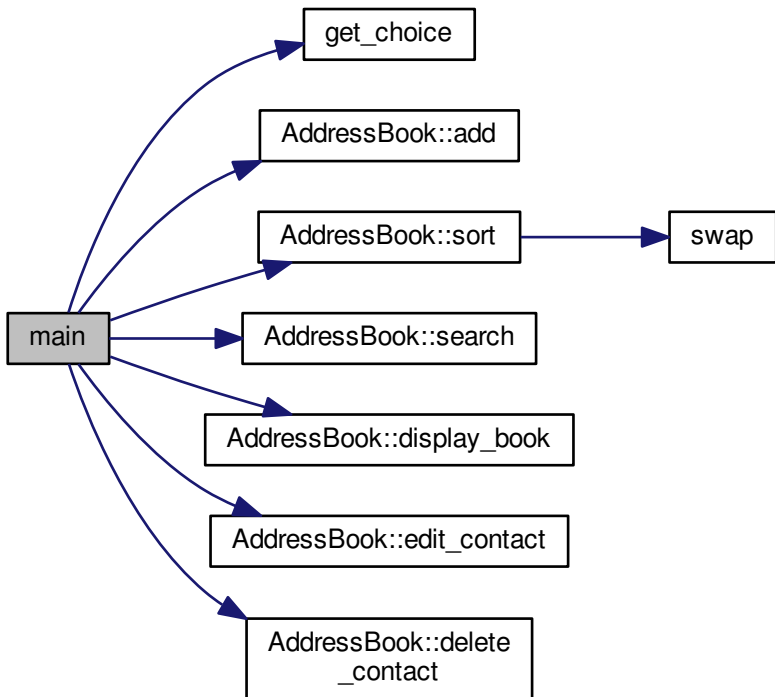 get_choice
AddressBook::add
AddressBook::sort
swap
main
AddressBook::search
AddressBook::display_book
AddressBook::edit_contact
AddressBook::delete
_contact